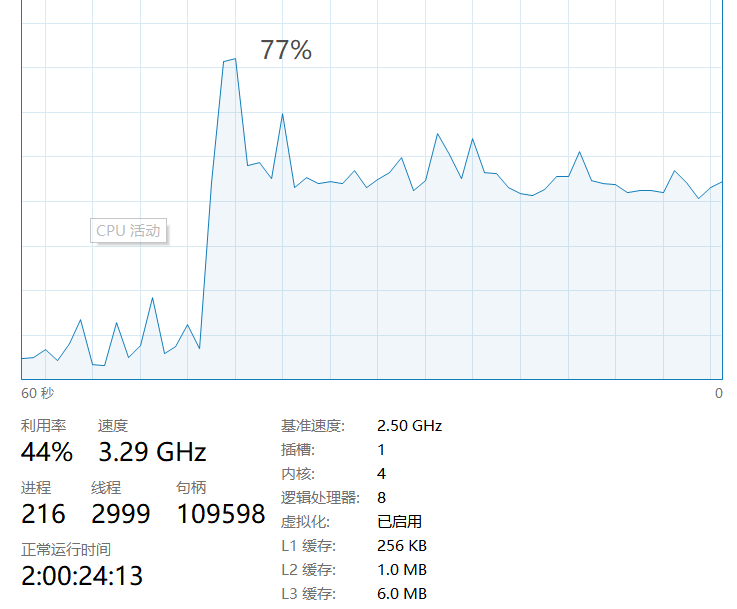 77%
CPU 活动
60 秒 0
利用率 速度
44% 3.29 GHz
进程 线程 句柄
216 2999 109598
正常运行时间
2:00:24:13
基准速度: 2.50 GHz
插槽: 1
内核: 4
逻辑处理器: 8
虚拟化: 已启用
L1 缓存: 256 KB
L2 缓存: 1.0 MB
L3 缓存: 6.0 MB